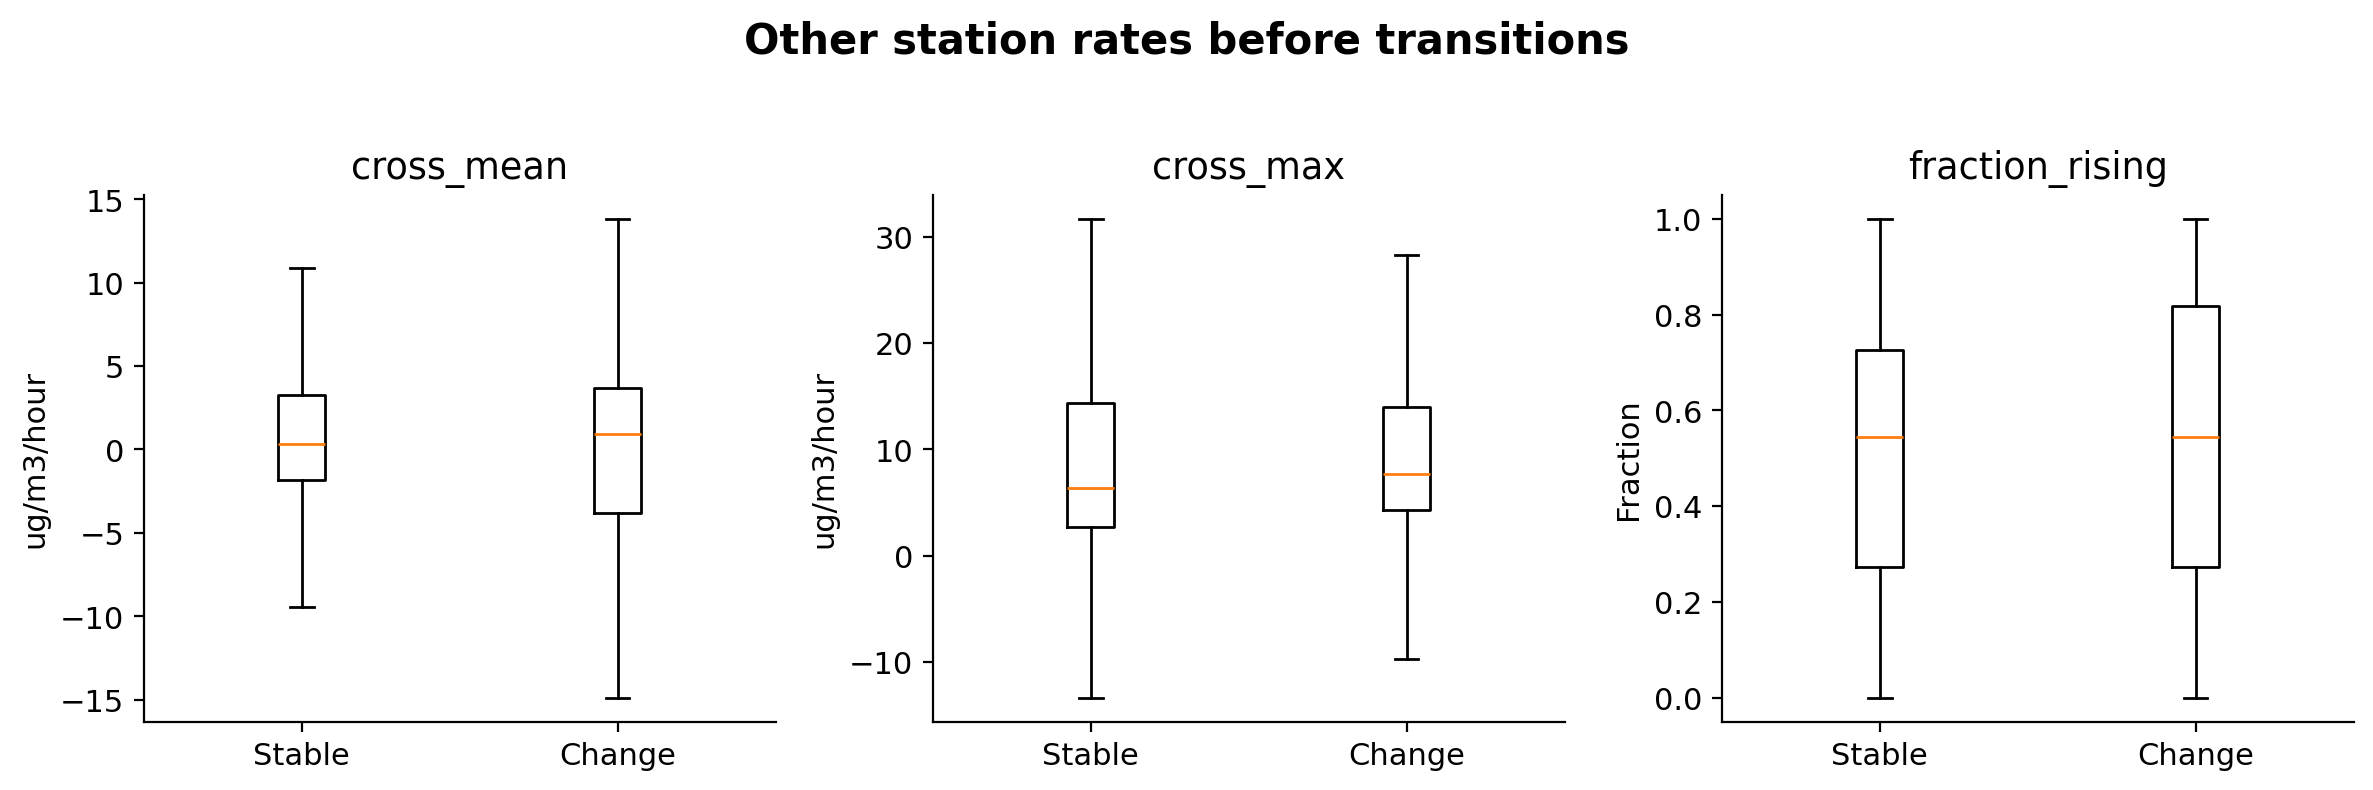 Other station rates before transitions
cross_mean
ug/m3/hour
15
10
5
0
−5
−10
−15
Stable
Change
cross_max
ug/m3/hour
30
20
10
0
−10
Stable
Change
fraction_rising
Fraction
1.0
0.8
0.6
0.4
0.2
0.0
Stable
Change